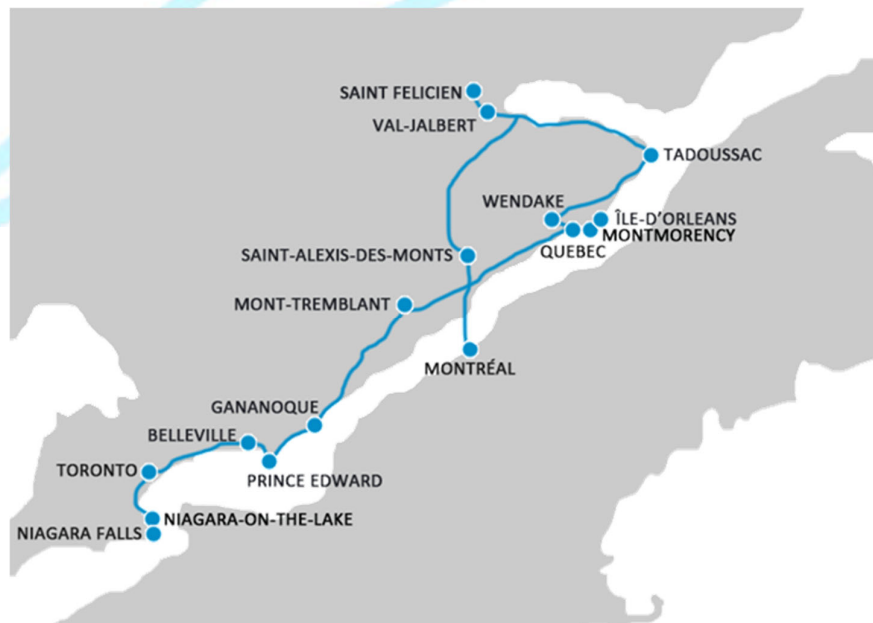 SAINT FELICIEN
VAL-JALBERT
TADOUSSAC
WENDAKE
ÎLE-D'ORLEANS
MONTMORENCY
QUEBEC
SAINT-ALEXIS-DES-MONTS
MONT-TREMBLANT
MONTRÉAL
GANANOQUE
BELLEVILLE
TORONTO
PRINCE EDWARD
NIAGARA-ON-THE-LAKE
NIAGARA FALLS